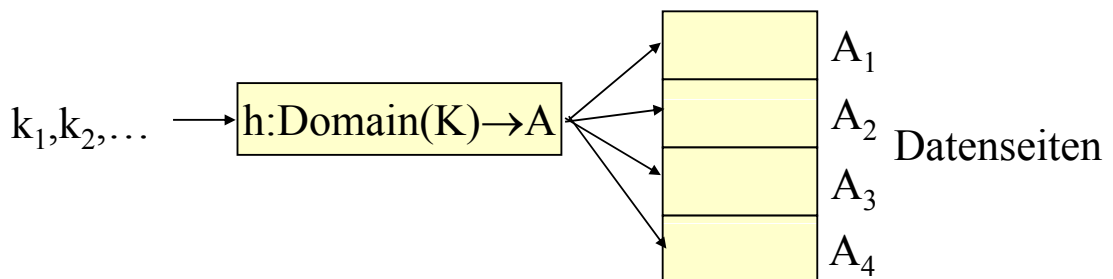 k₁,k₂,…
h:Domain(K)→A
A₁
A₂
A₃
A₄
Datenseiten